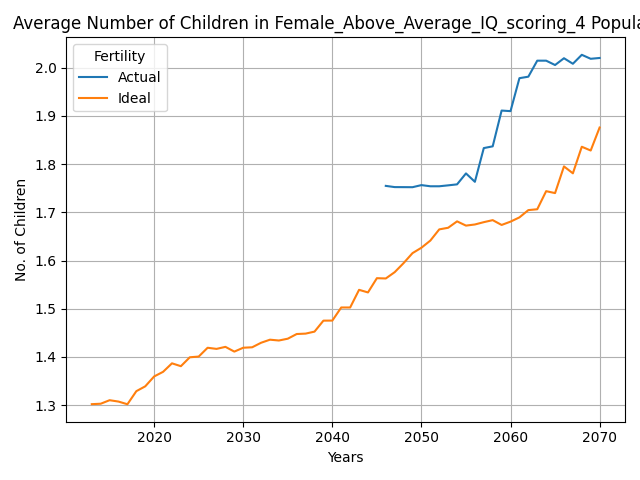 Average Number of Children in Female_Above_Average_IQ_scoring_4 Popula
Fertility
Actual
Ideal
No. of Children
2.0
1.9
1.8
1.7
1.6
1.5
1.4
1.3
2020 2030 2040 2050 2060 2070
Years